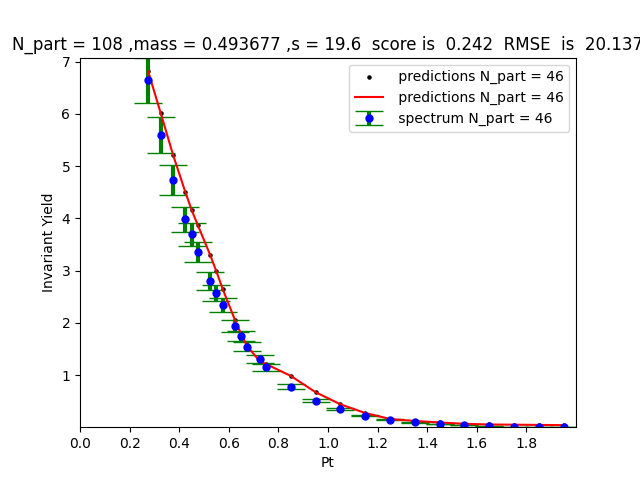 N_part = 108 ,mass = 0.493677 ,s = 19.6 score is 0.242 RMSE is 20.137
7
6
5
4
3
2
1
Invariant Yield
predictions N_part = 46
predictions N_part = 46
spectrum N_part = 46
0.0 0.2 0.4 0.6 0.8 1.0 1.2 1.4 1.6 1.8
Pt